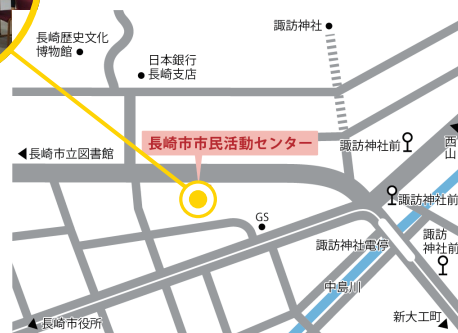 諏訪神社
長崎歴史文化
博物館
日本銀行
長崎支店
長崎市市民活動センター
諏訪神社前
西山
長崎市立図書館
諏訪神社前
GS
諏訪神社電停
諏訪
神社前
中島川
新大工町
長崎市役所